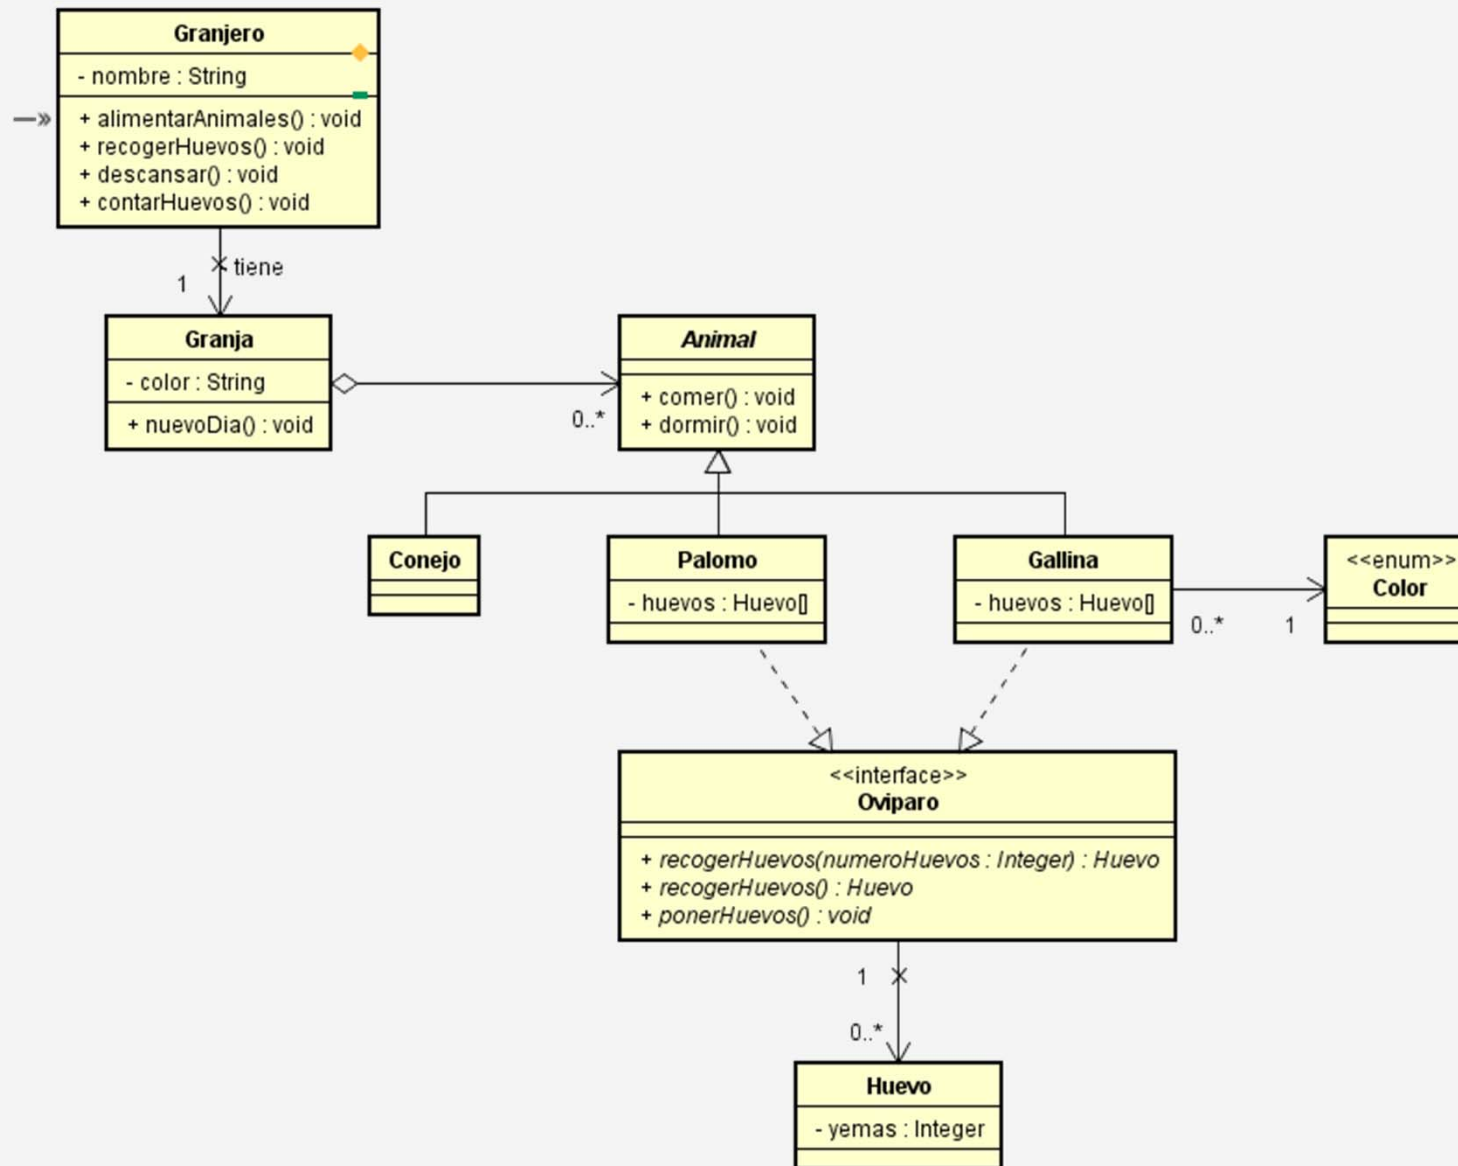 Granjero
- nombre : String
+ alimentarAnimales() : void
+ recogerHuevos() : void
+ descansar() : void
+ contarHuevos() : void
tiene
1
Granja
- color : String
+ nuevoDia() : void
0..*
Animal
+ comer() : void
+ dormir() : void
Conejo
Palomo
- huevos : Huevo[]
Gallina
- huevos : Huevo[]
0..*
1
<<enum>>
Color
<<interface>>
Oviparo
+ recogerHuevos(numeroHuevos : Integer) : Huevo
+ recogerHuevos() : Huevo
+ ponerHuevos() : void
1
0..*
Huevo
- yemas : Integer